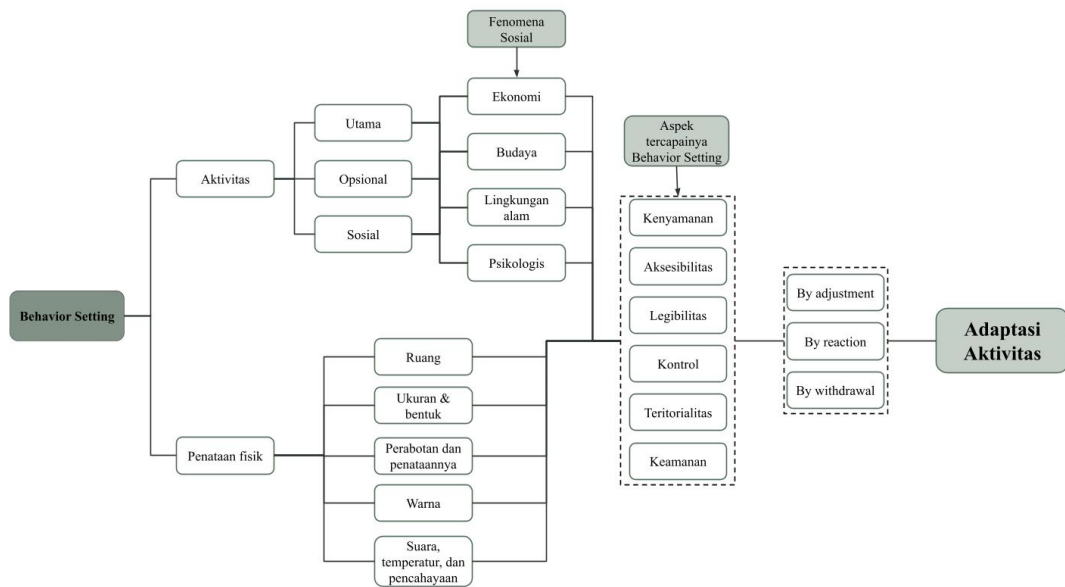 Fenomena
Sosial
Ekonomi
Utama
Aspek
tercapainya
Behavior Setting
Budaya
Aktivitas
Opsional
Lingkungan
alam
Kenyamanan
Sosial
Psikologis
Aksesibilitas
By adjustment
Behavior Setting
Legibilitas
Adaptasi
Aktivitas
By reaction
Ruang
Kontrol
By withdrawal
Ukuran &
bentuk
Teritorialitas
Penataan fisik
Perabotan dan
penataannya
Keamanan
Warna
Suara,
temperatur, dan
pencahayaan